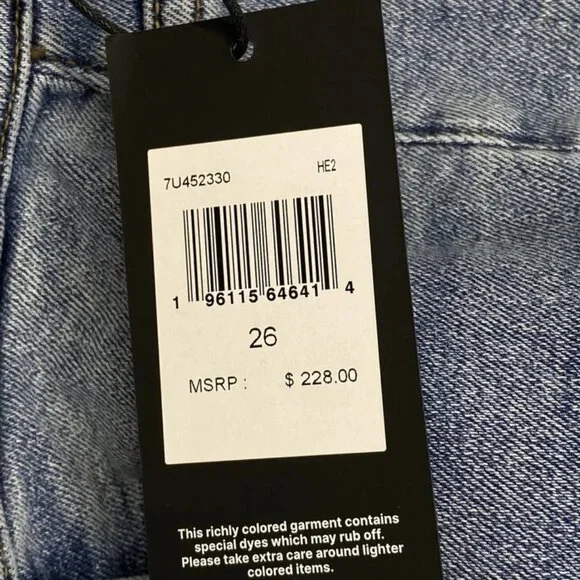 7U452330 HE2
1 96115 64641 4
26
MSRP : $ 228.00
This richly colored garment contains
special dyes which may rub off.
Please take extra care around lighter
colored items.